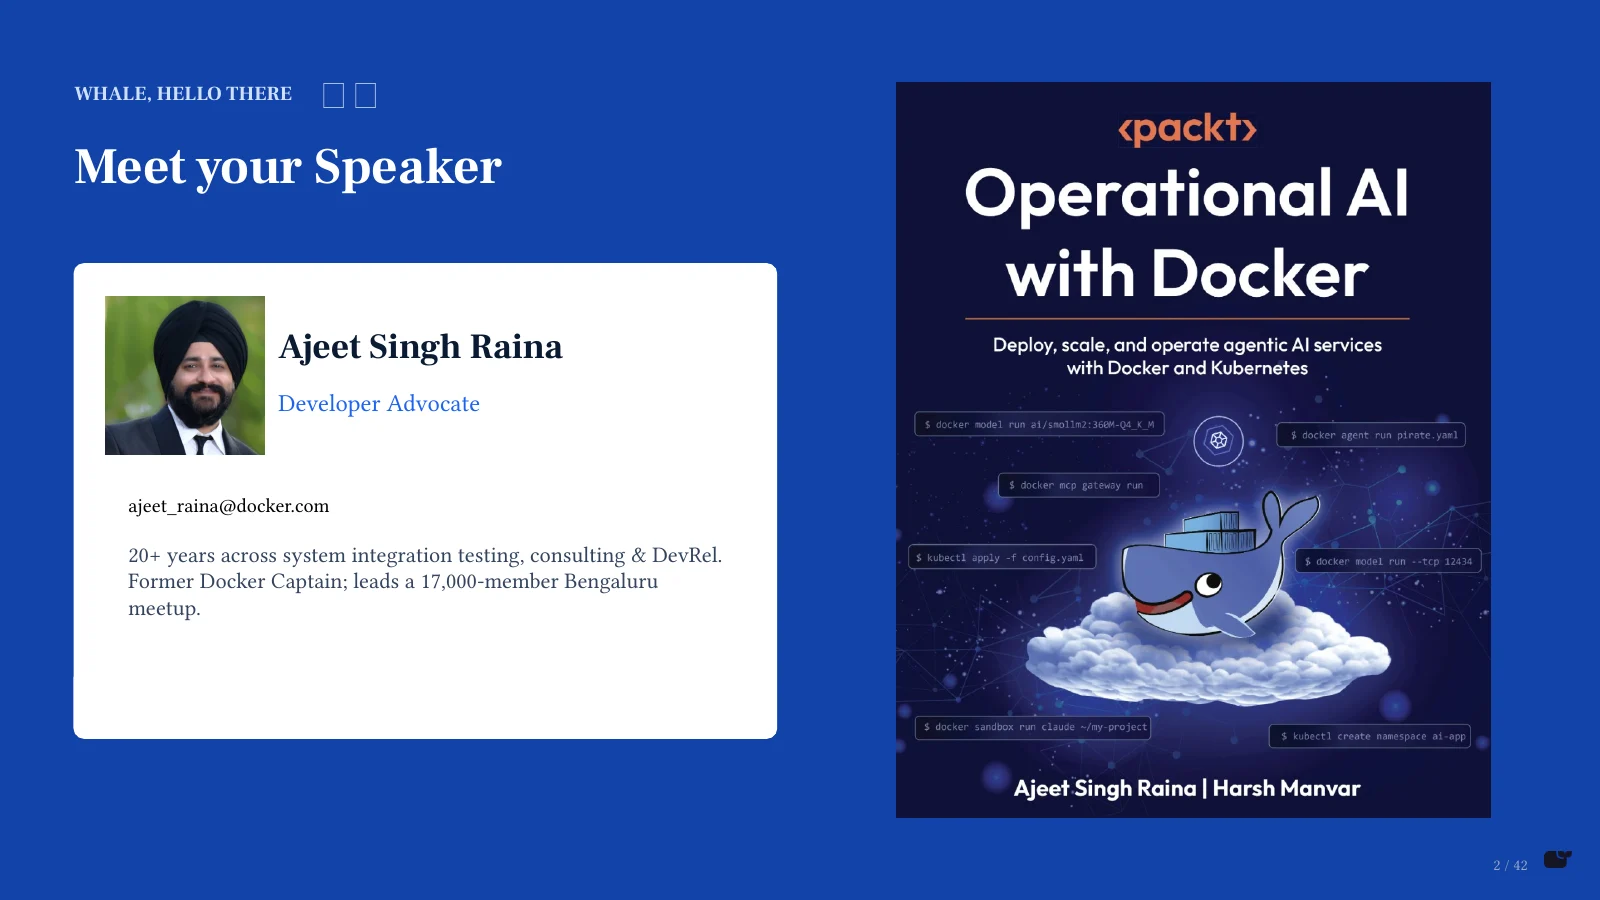 WHALE, HELLO THERE
Meet your Speaker
Ajeet Singh Raina
Developer Advocate
ajeet_raina@docker.com
20+ years across system integration testing, consulting & DevRel.
Former Docker Captain; leads a 17,000-member Bengaluru
meetup.
<packt>
Operational AI
with Docker
Deploy, scale, and operate agentic AI services
with Docker and Kubernetes
$ docker model run ai/smollm2:360M-Q4_K_M
$ docker agent run pirate.yaml
$ docker mcp gateway run
$ kubectl apply -f config.yaml
$ docker model run --tcp 12434
$ docker sandbox run claude ~/my-project
$ kubectl create namespace ai-app
Ajeet Singh Raina | Harsh Manvar
2 / 42